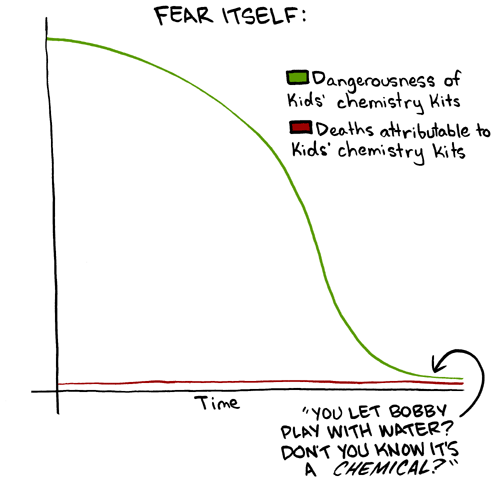 FEAR ITSELF:
Dangerousness of
Kids' chemistry Kits
Deaths attributable to
Kids' chemistry Kits
Time
"YOU LET BOBBY
PLAY WITH WATER?
DON'T YOU KNOW IT'S
A CHEMICAL?"